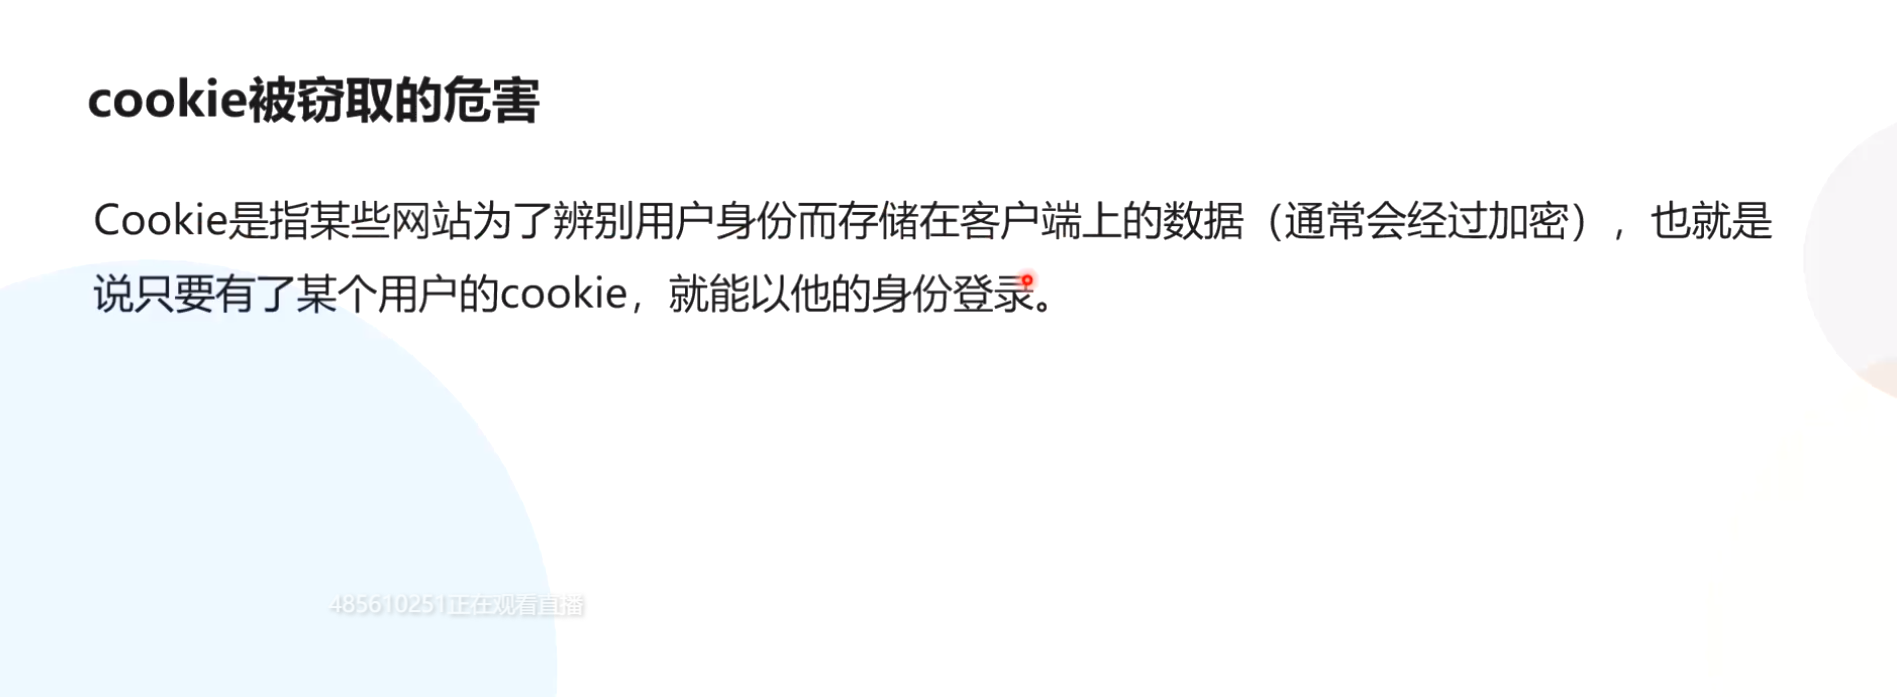 cookie被窃取的危害
Cookie是指某些网站为了辨别用户身份而存储在客户端上的数据（通常会经过加密），也就是
说只要有了某个用户的cookie，就能以他的身份登录。
485610251正在观看直播